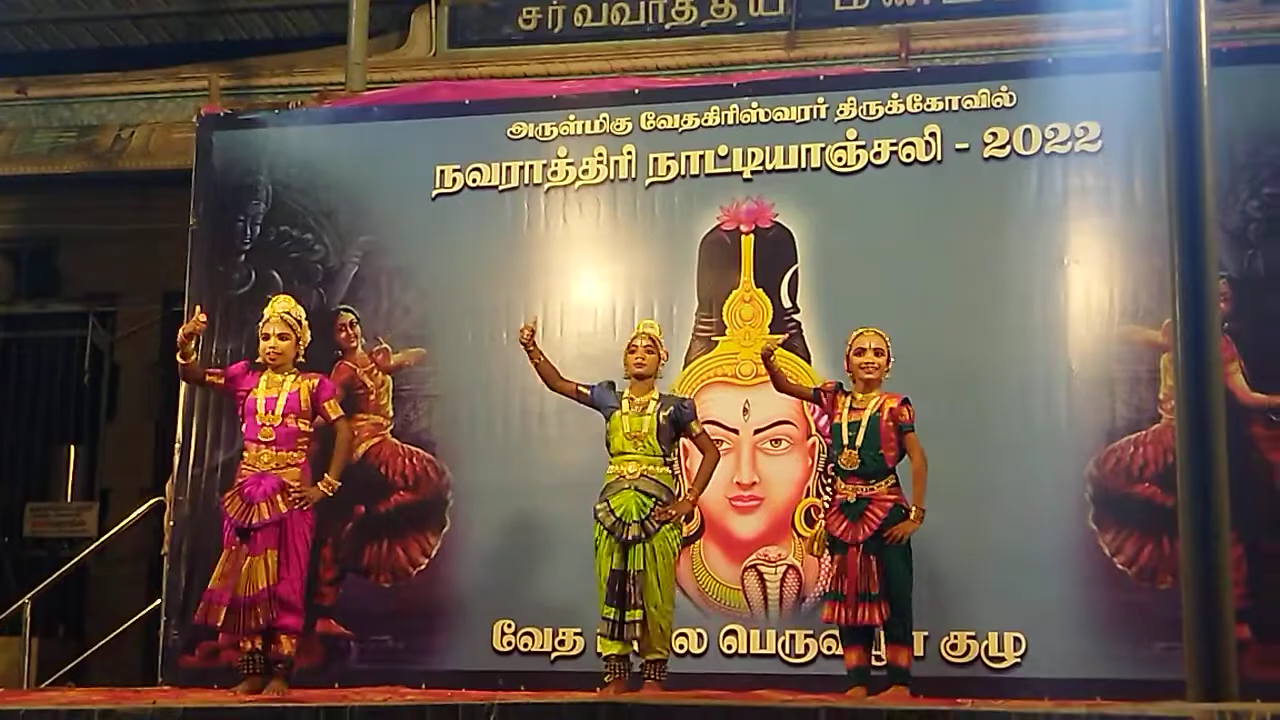 சர்வவாத்திய
அருள்மிகு வேதகிரிஸ்வரர் திருக்கோவில்
நவராத்திரி நாட்டியாஞ்சலி - 2022
வேத குழு